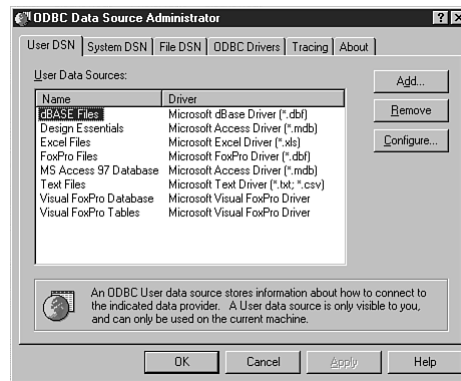 ODBC Data Source Administrator
User DSN System DSN File DSN ODBC Drivers Tracing About
User Data Sources:
Name Driver
dBASE Files Microsoft dBase Driver (*.dbf)
Design Essentials Microsoft Access Driver (*.mdb)
Excel Files Microsoft Excel Driver (*.xls)
FoxPro Files Microsoft FoxPro Driver (*.dbf)
MS Access 97 Database Microsoft Access Driver (*.mdb)
Text Files Microsoft Text Driver (*.txt; *.csv)
Visual FoxPro Database Microsoft Visual FoxPro Driver
Visual FoxPro Tables Microsoft Visual FoxPro Driver
Add...
Remove
Configure...
An ODBC User data source stores information about how to connect to
the indicated data provider. A User data source is only visible to you,
and can only be used on the current machine.
OK Cancel Apply Help